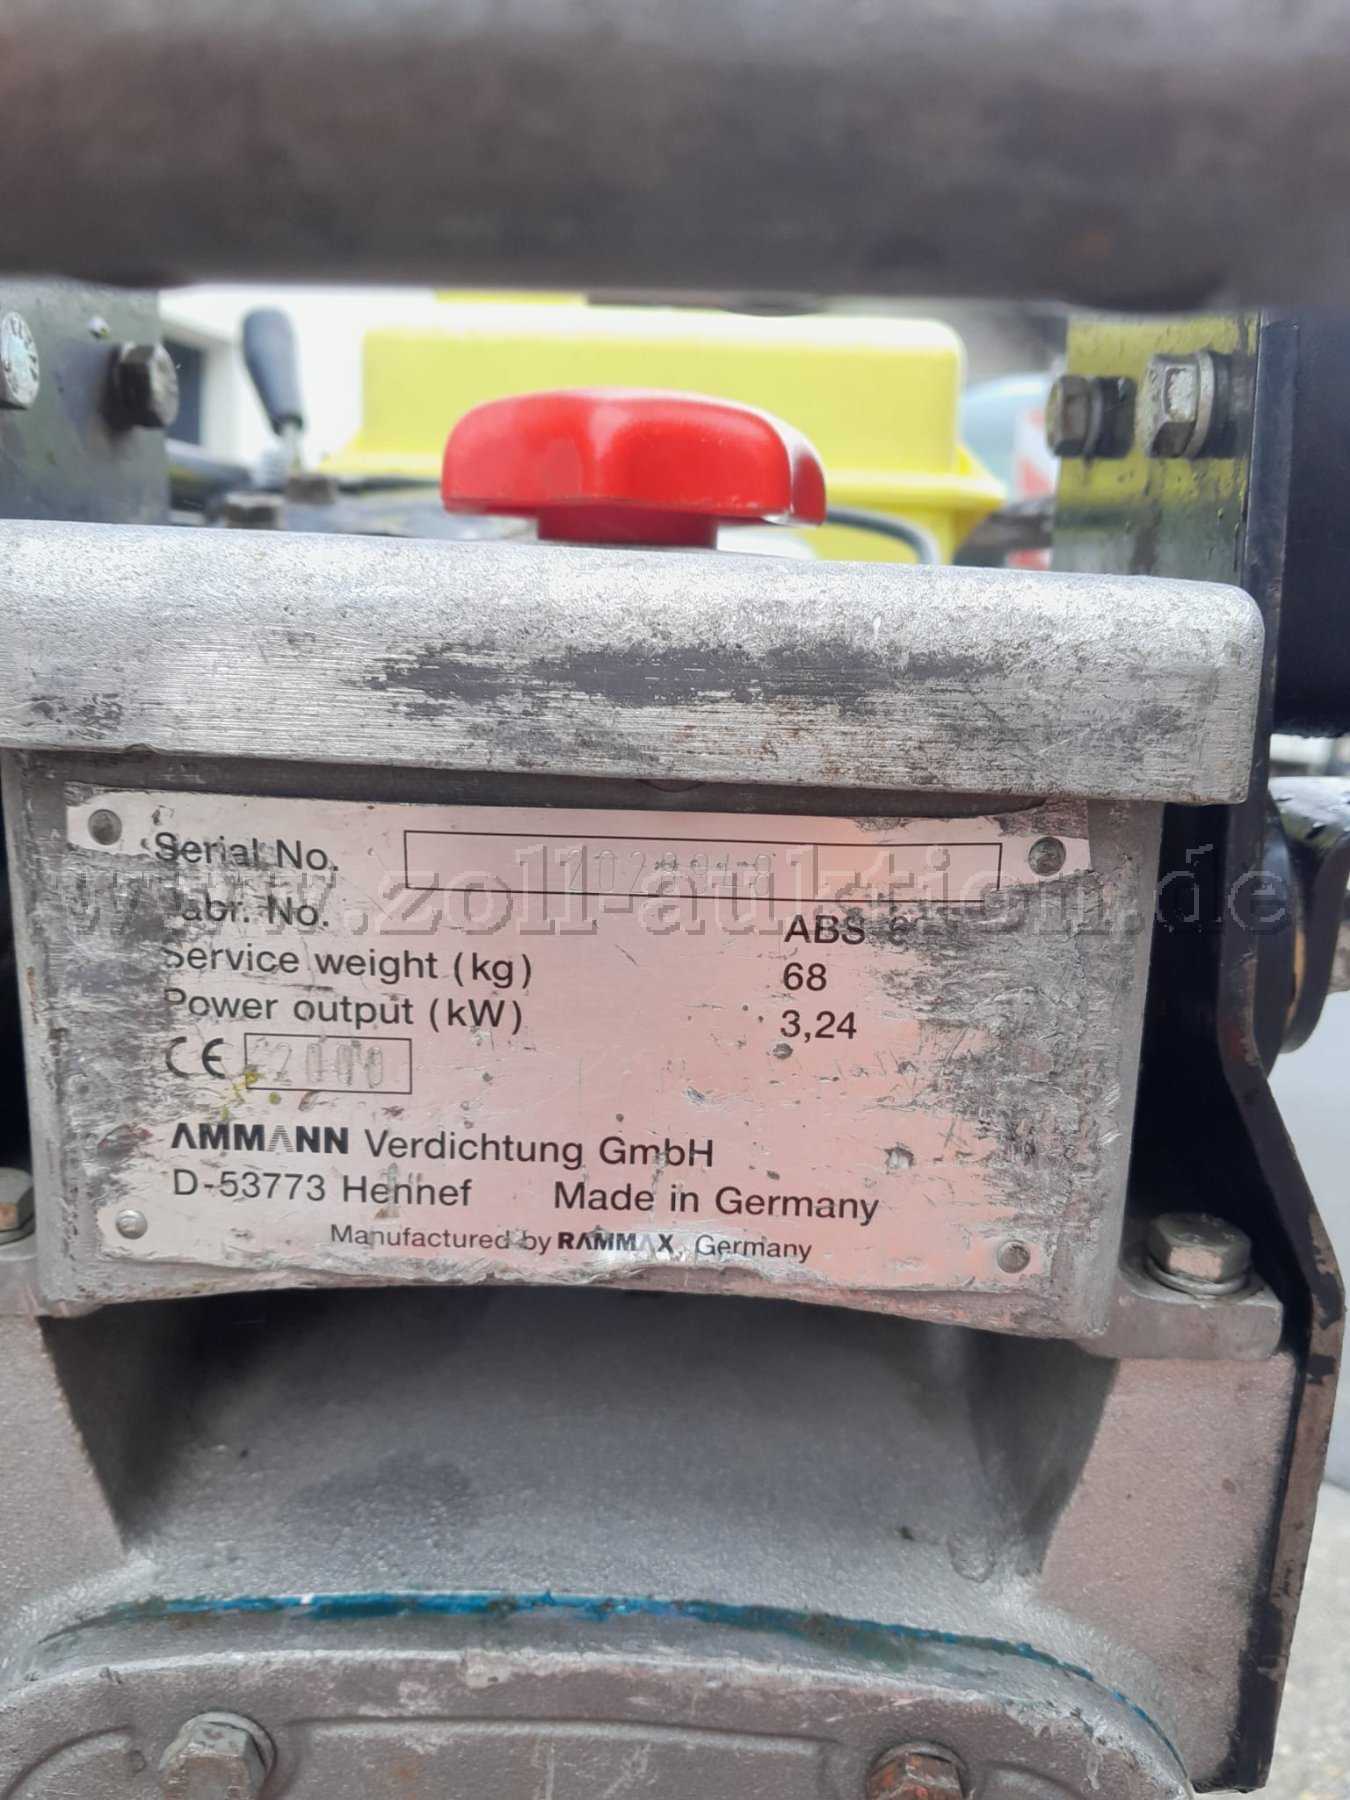 Serial No.
www.zoll-auktion.de
Fabr. No. ABS
Service weight (kg) 68
Power output (kW) 3,24
CE 2000
AMMANN Verdichtung GmbH
D-53773 Hennef Made in Germany
Manufactured by RAMMAX, Germany